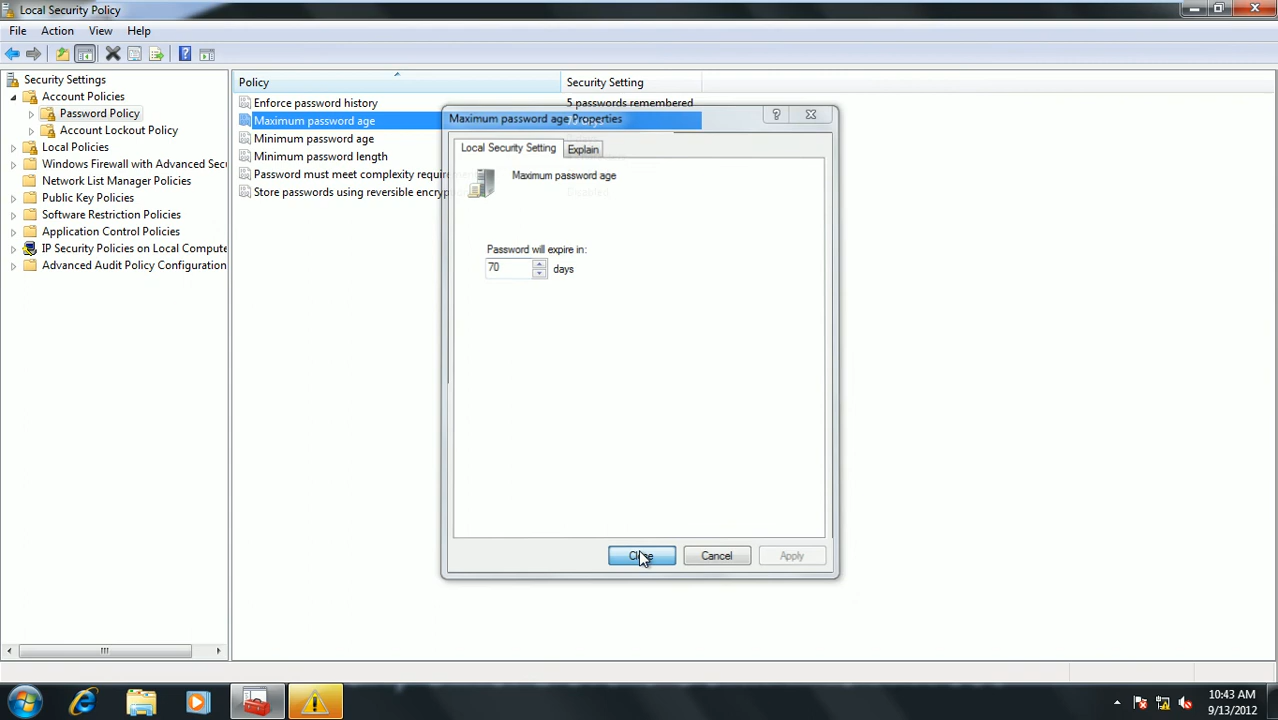 Local Security Policy
File Action View Help
Security Settings
Account Policies
Password Policy
Account Lockout Policy
Local Policies
Windows Firewall with Advanced Secu
Network List Manager Policies
Public Key Policies
Software Restriction Policies
Application Control Policies
IP Security Policies on Local Compute
Advanced Audit Policy Configuration
Policy Security Setting
Enforce password history 5 passwords remembered
Maximum password age
Minimum password age
Minimum password length
Password must meet complexity require
Store passwords using reversible encryp Disabled
Maximum password age Properties
Local Security Setting Explain
Maximum password age
Password will expire in:
70 days
Close Cancel Apply
10:43 AM
9/13/2012